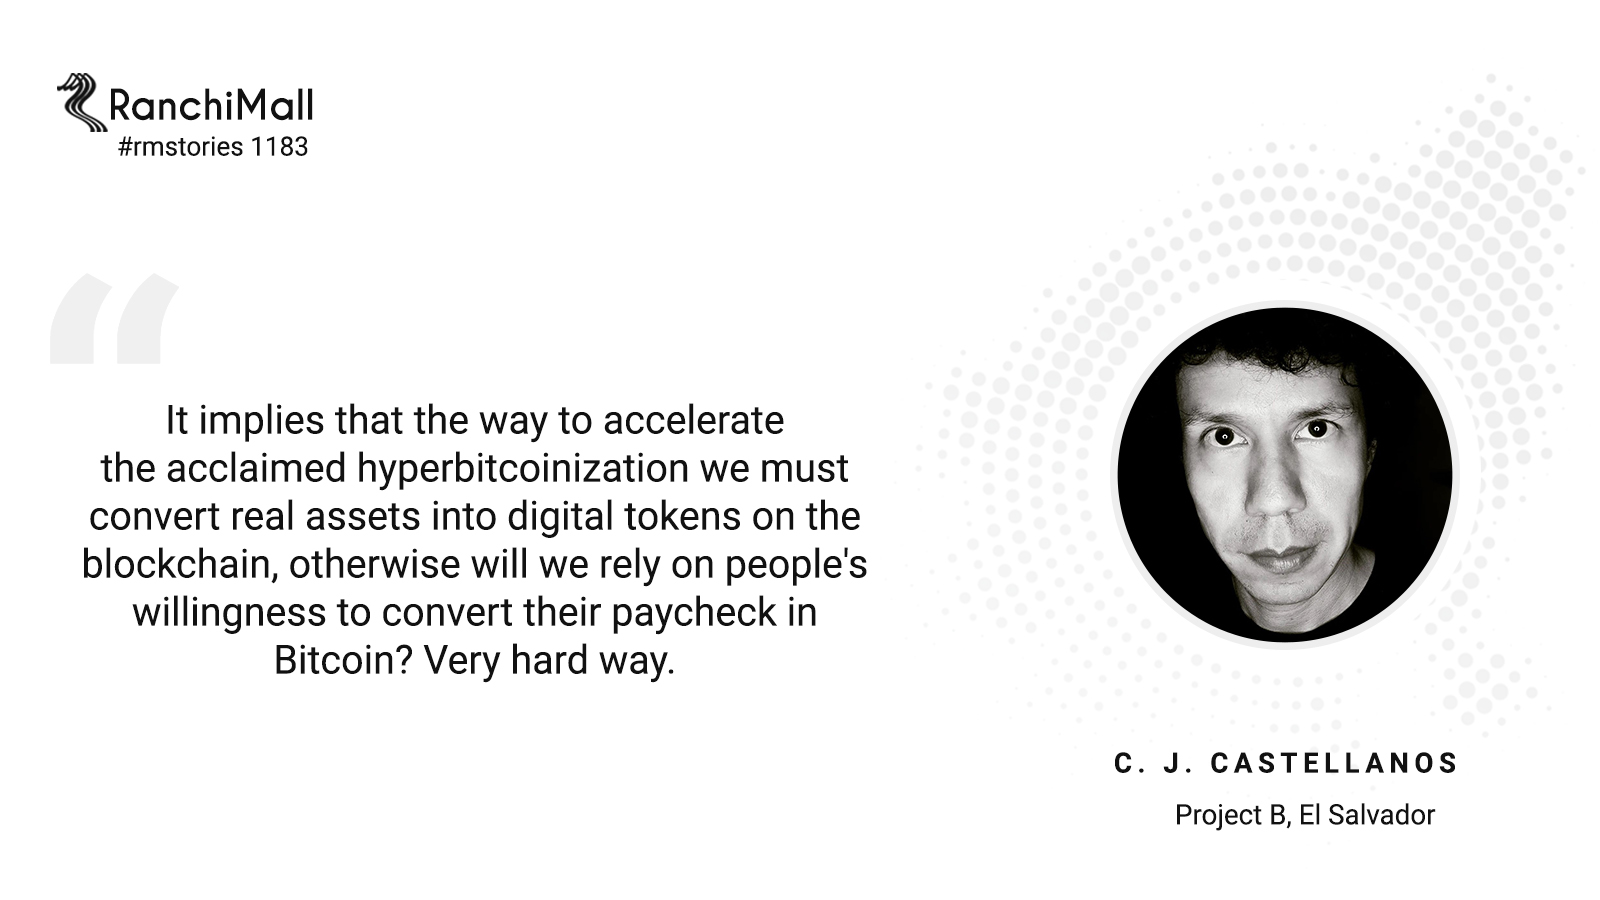 RanchiMall
#rmstories 1183
“
It implies that the way to accelerate
the acclaimed hyperbitcoinization we must
convert real assets into digital tokens on the
blockchain, otherwise will we rely on people's
willingness to convert their paycheck in
Bitcoin? Very hard way.
C. J. CASTELLANOS
Project B, El Salvador